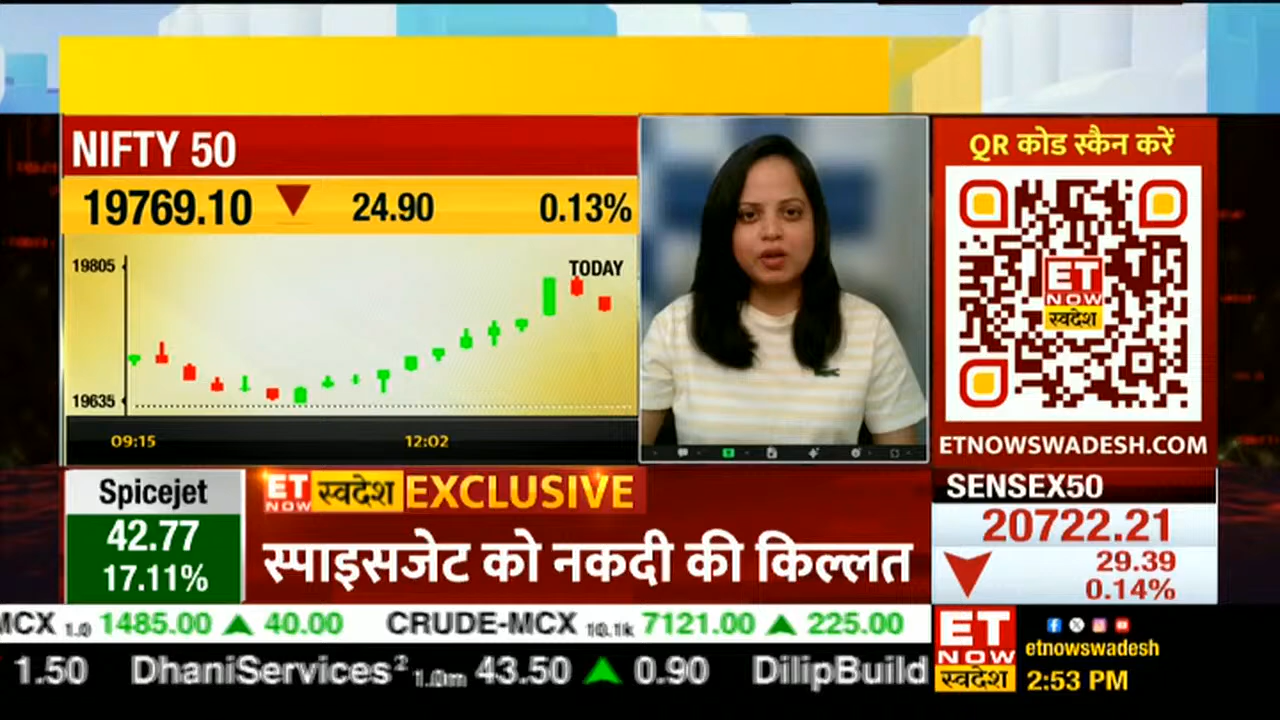 NIFTY 50
19769.10 ▼ 24.90 0.13%
19805
TODAY
19635
09:15 12:02
QR कोड स्कैन करें
ET
NOW
स्वदेश
ETNOWSWADESH.COM
Spicejet
42.77
17.11%
ET NOW स्वदेश EXCLUSIVE
स्पाइसजेट को नकदी की किल्लत
SENSEX50
20722.21
29.39
0.14%
MCX 1.0 1485.00 ▲ 40.00 CRUDE-MCX 10.1k 7121.00 ▲ 225.00
1.50 DhaniServices² 1.0m 43.50 ▲ 0.90 DilipBuild
ET
NOW
स्वदेश
etnowswadesh
2:53 PM